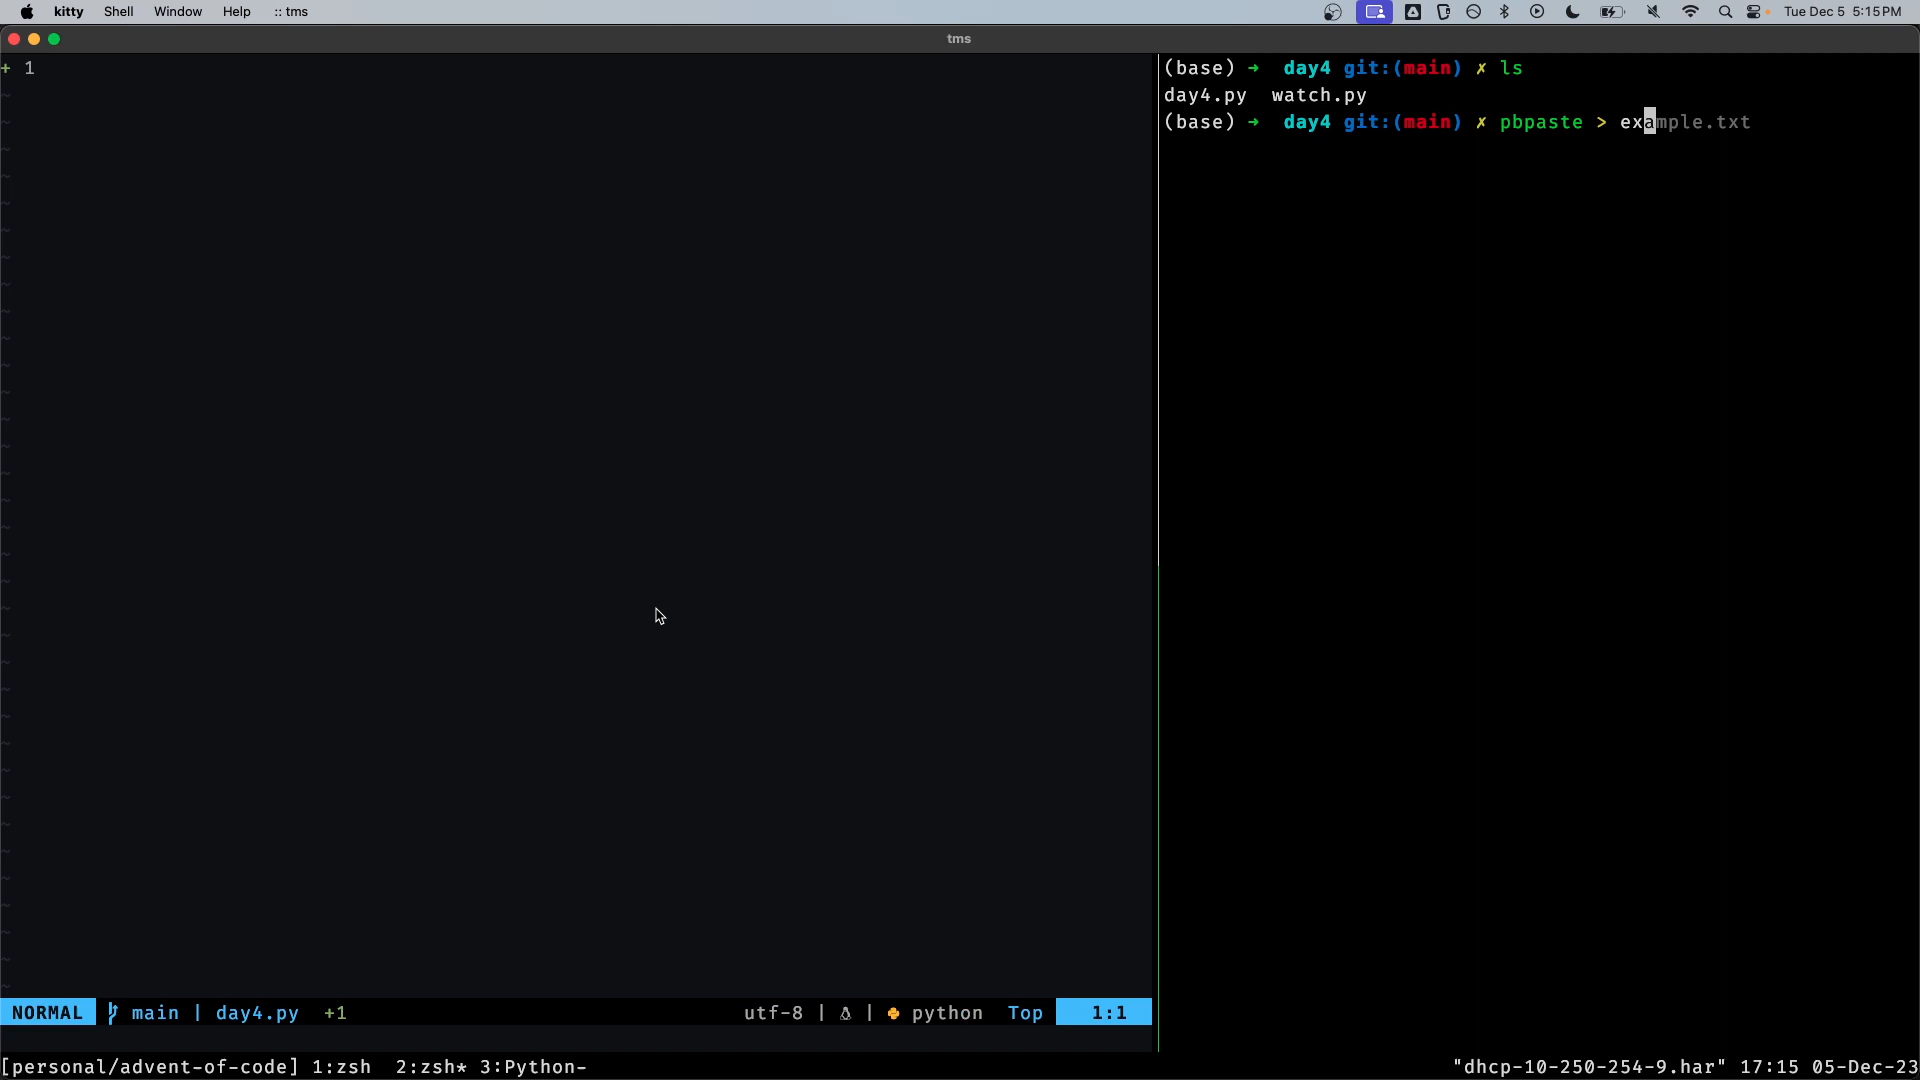 kitty Shell Window Help :: tms Tue Dec 5 5:15 PM
tms
+ 1
(base) ➜ day4 git:(main) ✗ ls
day4.py watch.py
(base) ➜ day4 git:(main) ✗ pbpaste > example.txt
NORMAL main | day4.py +1 utf-8 | | python Top 1:1
[personal/advent-of-code] 1:zsh 2:zsh* 3:Python- "dhcp-10-250-254-9.har" 17:15 05-Dec-23